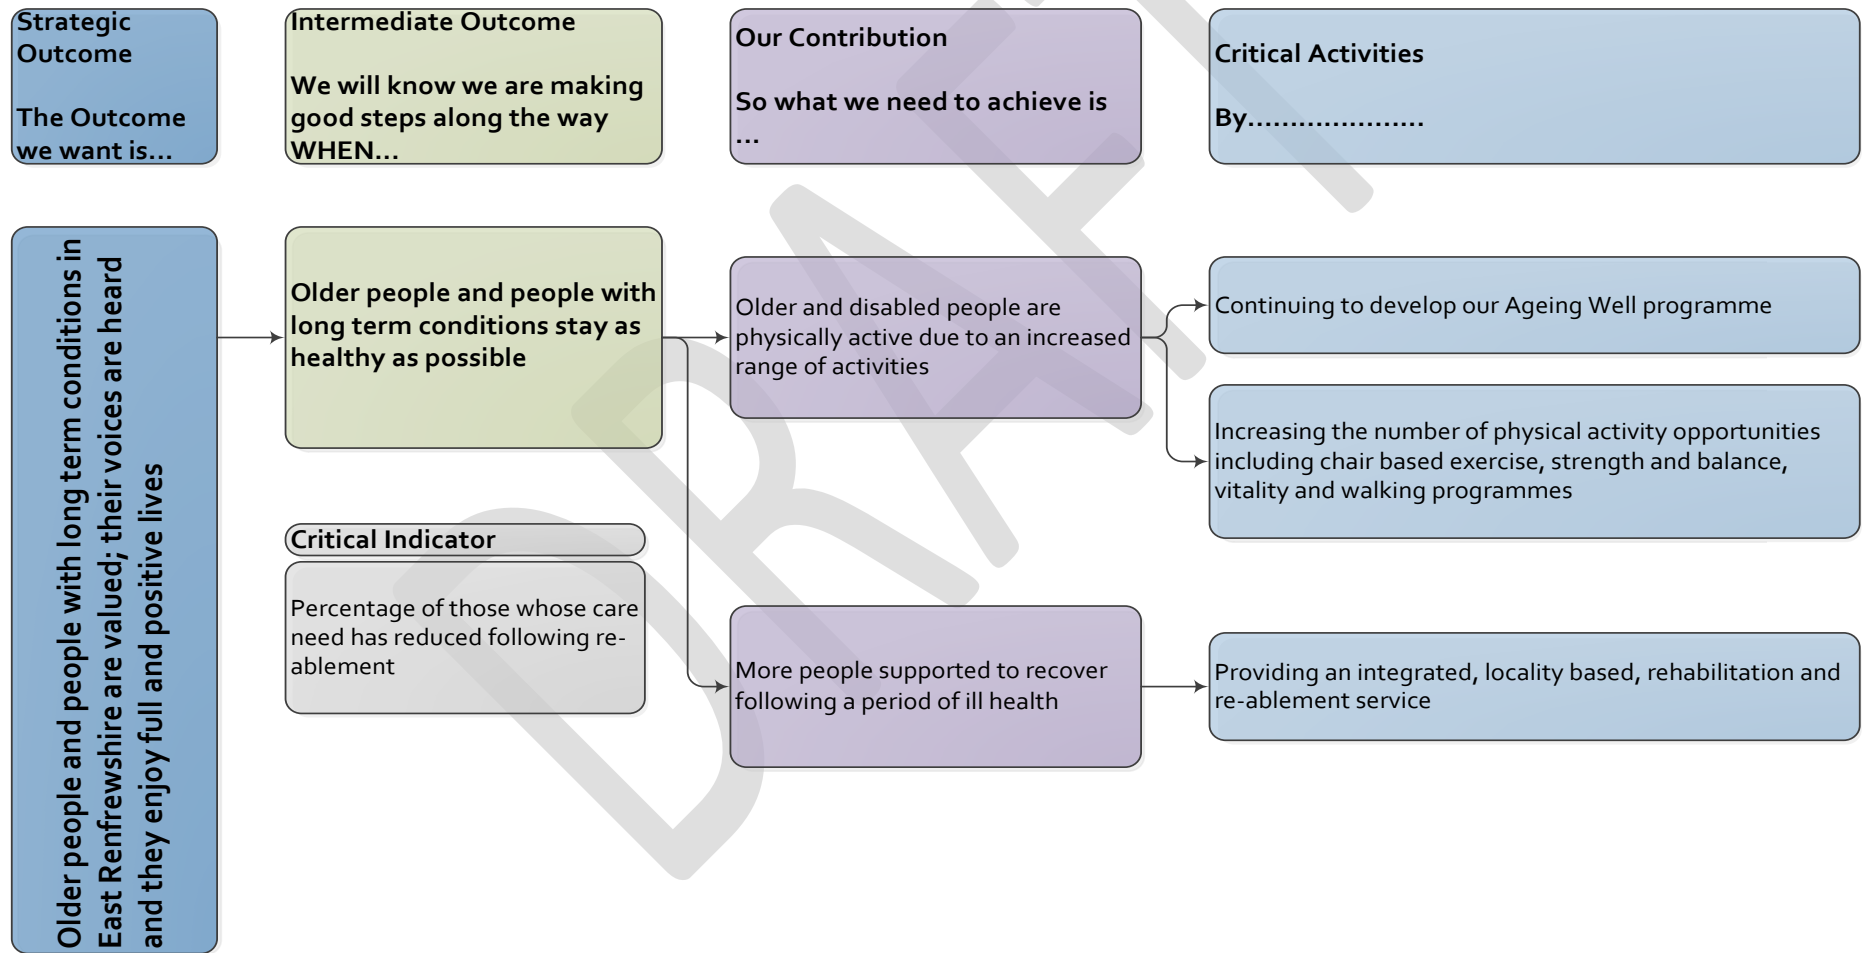 Strategic
Outcome
The Outcome
we want is...
Intermediate Outcome
We will know we are making
good steps along the way
WHEN...
Our Contribution
So what we need to achieve is
...
Critical Activities
By.....................
Older people and people with long term conditions in
East Renfrewshire are valued; their voices are heard
and they enjoy full and positive lives
Older people and people with
long term conditions stay as
healthy as possible
Critical Indicator
Percentage of those whose care
need has reduced following re-
ablement
Older and disabled people are
physically active due to an increased
range of activities
More people supported to recover
following a period of ill health
Continuing to develop our Ageing Well programme
Increasing the number of physical activity opportunities
including chair based exercise, strength and balance,
vitality and walking programmes
Providing an integrated, locality based, rehabilitation and
re-ablement service
DRAFT